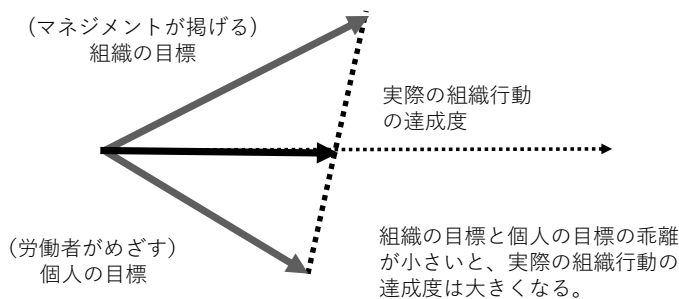 (マネジメントが掲げる)
組織の目標
実際の組織行動
の達成度
(労働者がめざす)
個人の目標
組織の目標と個人の目標の乖離
が小さいと、実際の組織行動の
達成度は大きくなる。